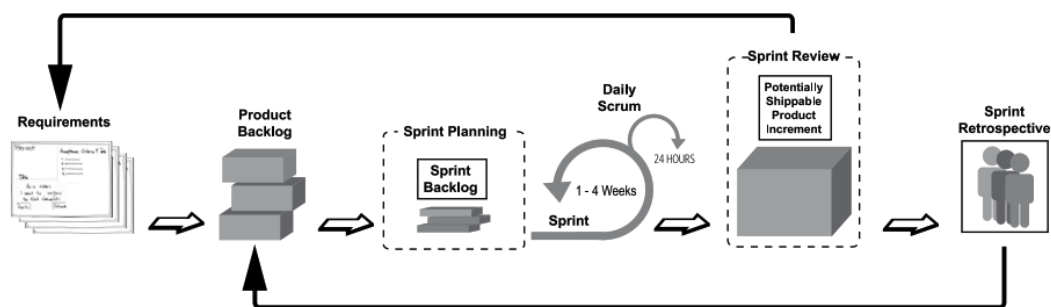 Requirements
Product
Backlog
Sprint Planning
Sprint
Backlog
Daily
Scrum
24 HOURS
1 - 4 Weeks
Sprint
Sprint Review
Potentially
Shippable
Product
Increment
Sprint
Retrospective